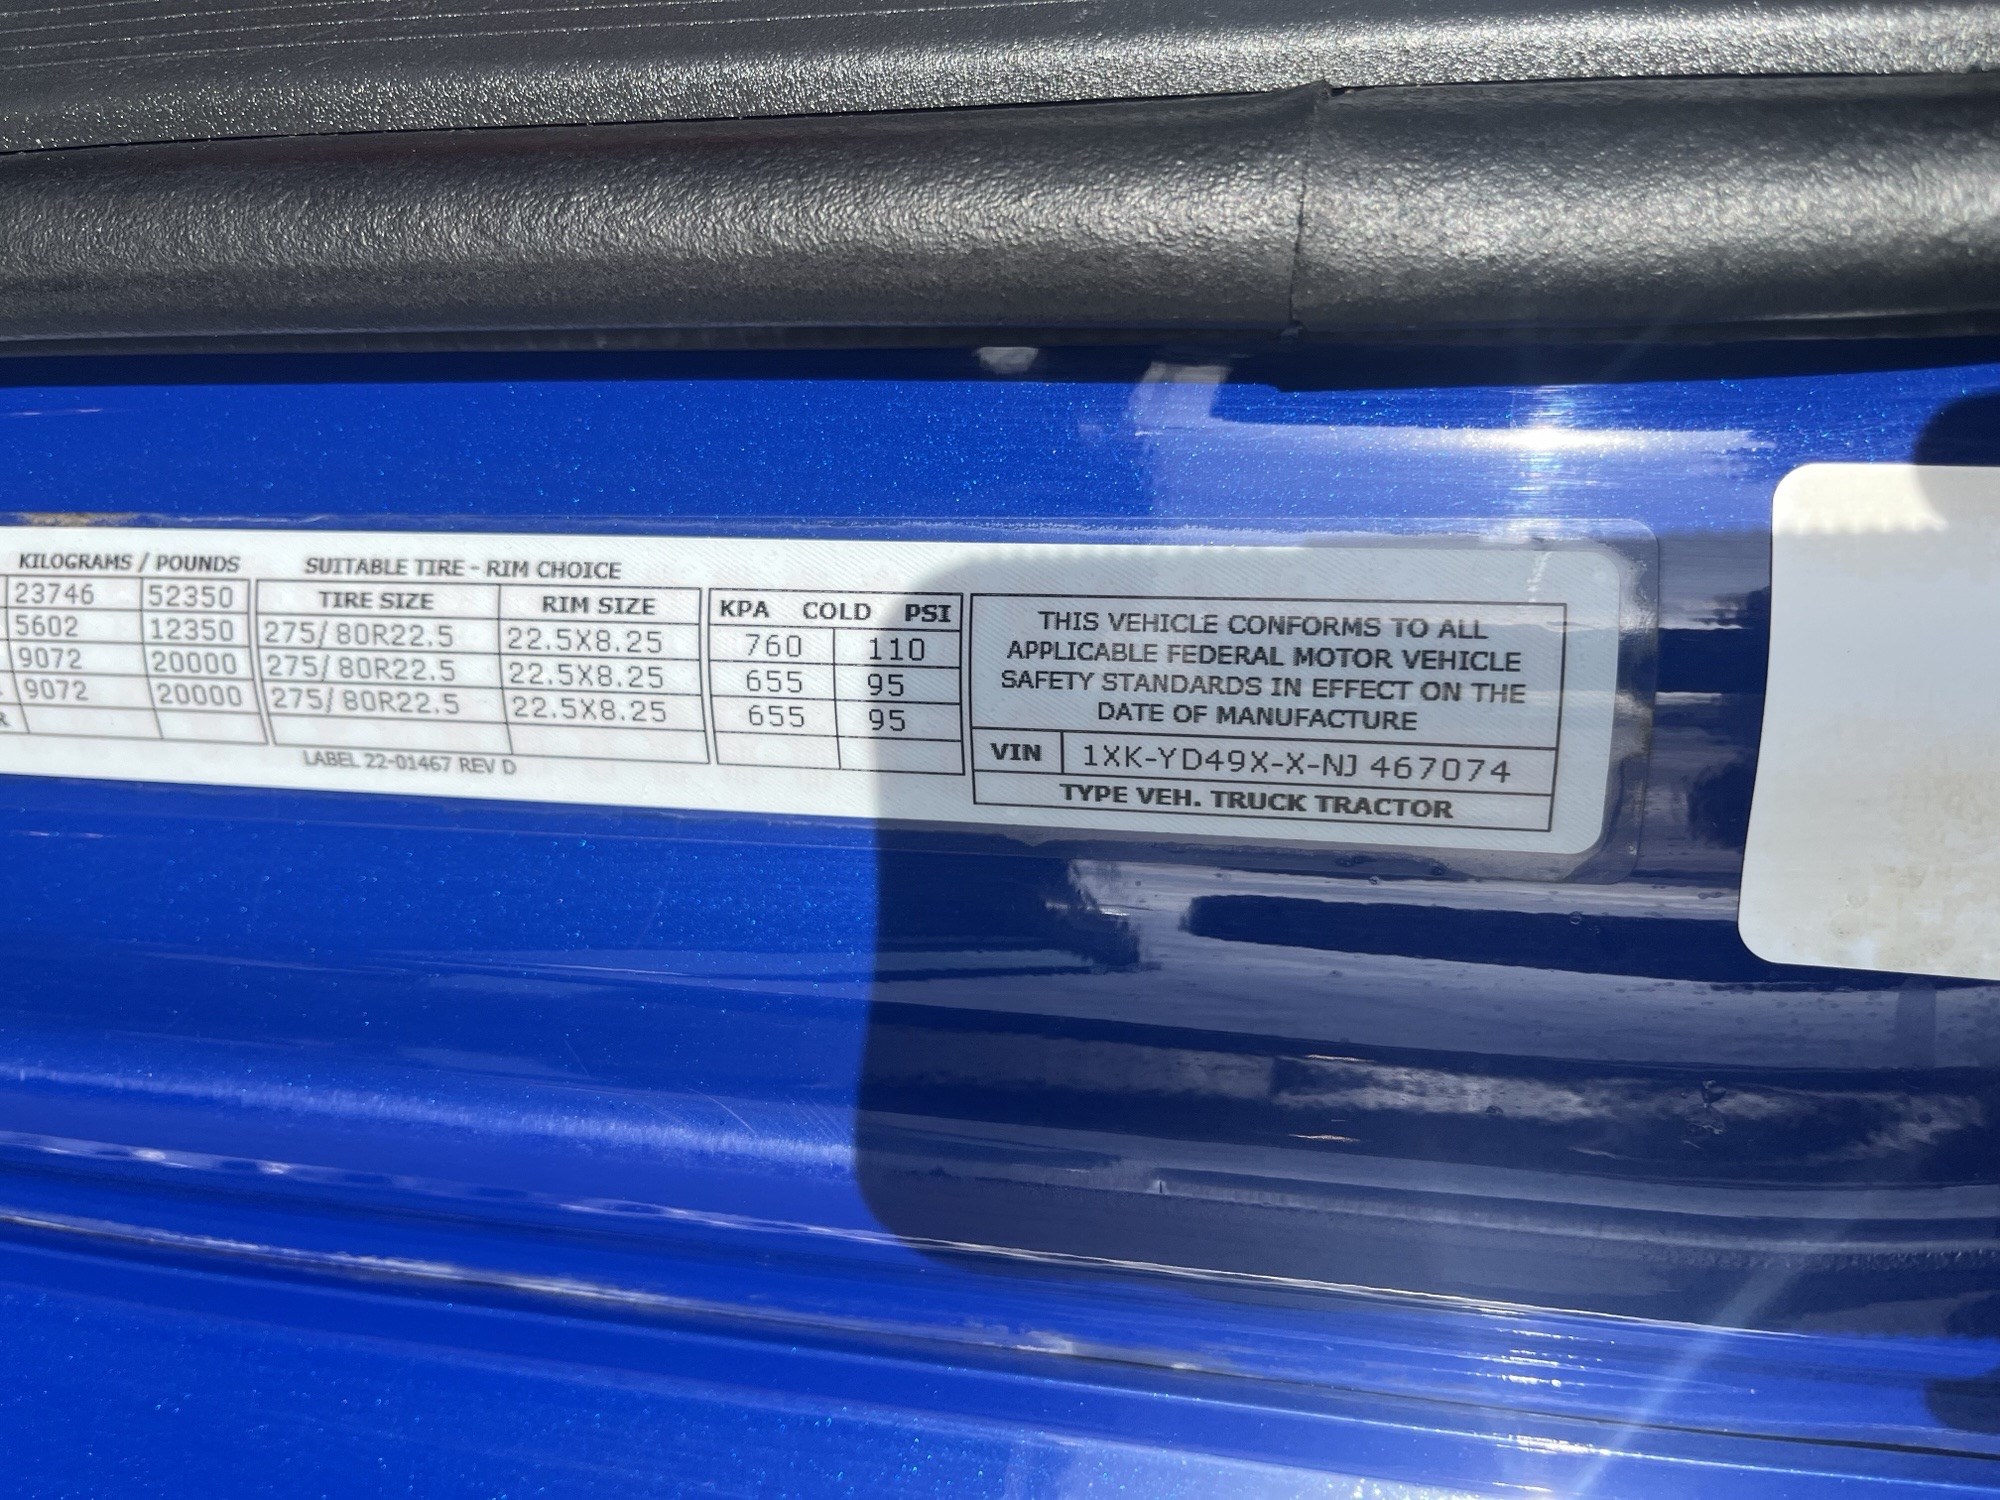 KILOGRAMS / POUNDS SUITABLE TIRE - RIM CHOICE
23746 52350 TIRE SIZE RIM SIZE KPA COLD PSI
5602 12350 275/80R22.5 22.5X8.25 760 110
9072 20000 275/80R22.5 22.5X8.25 655 95
9072 20000 275/80R22.5 22.5X8.25 655 95
R
LABEL 22-01467 REV D
THIS VEHICLE CONFORMS TO ALL
APPLICABLE FEDERAL MOTOR VEHICLE
SAFETY STANDARDS IN EFFECT ON THE
DATE OF MANUFACTURE
VIN 1XK-YD49X-X-NJ 467074
TYPE VEH. TRUCK TRACTOR